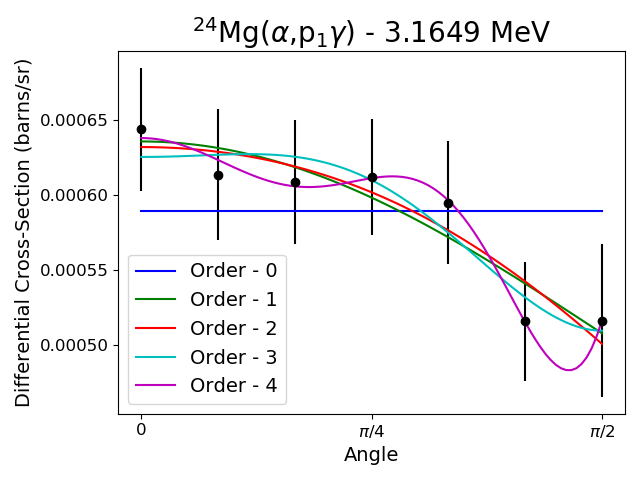 ²⁴Mg(α,p₁γ) - 3.1649 MeV
Differential Cross-Section (barns/sr)
0.00065
0.00060
0.00055
0.00050
Order - 0
Order - 1
Order - 2
Order - 3
Order - 4
0
π/4
π/2
Angle